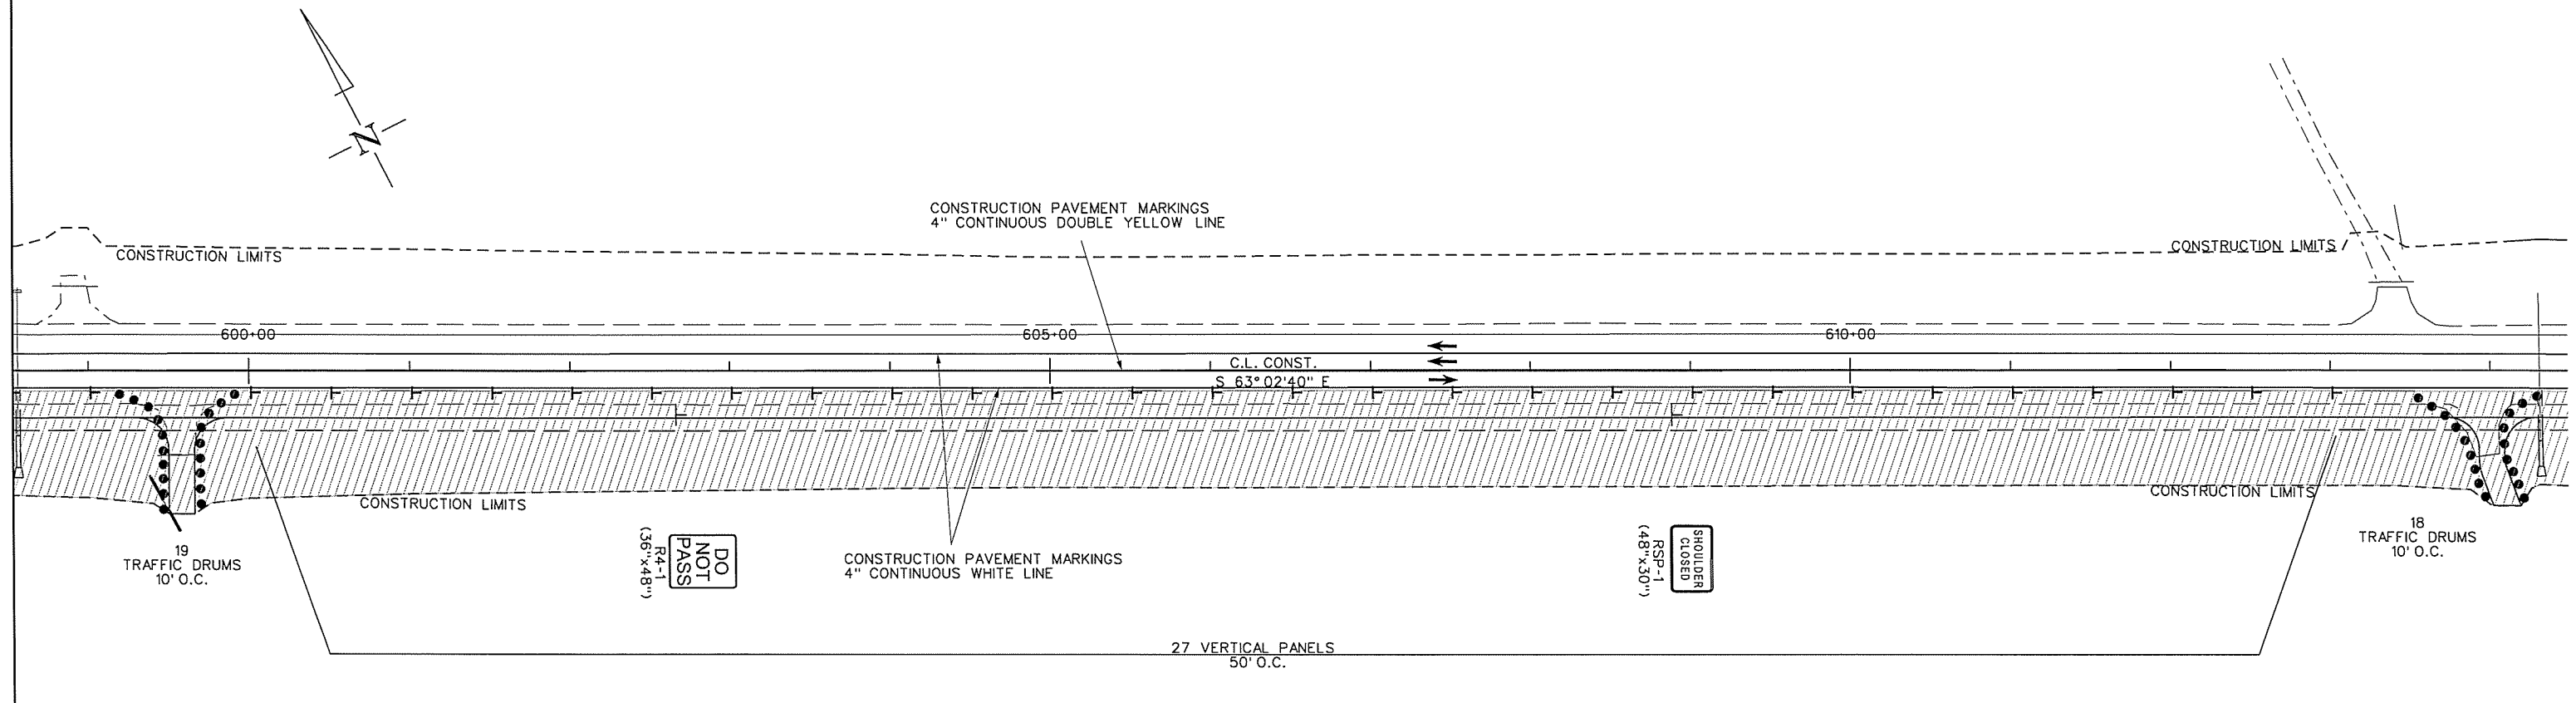 N
CONSTRUCTION PAVEMENT MARKINGS
4" CONTINUOUS DOUBLE YELLOW LINE
CONSTRUCTION LIMITS
CONSTRUCTION LIMITS
600+00
605+00
610+00
C.L. CONST.
S 63°02'40" E
CONSTRUCTION LIMITS
CONSTRUCTION LIMITS
19
TRAFFIC DRUMS
10' O.C.
DO
NOT
PASS
R4-1
(36"x48")
CONSTRUCTION PAVEMENT MARKINGS
4" CONTINUOUS WHITE LINE
SHOULDER
CLOSED
RSP-1
(48"x30")
18
TRAFFIC DRUMS
10' O.C.
27 VERTICAL PANELS
50' O.C.